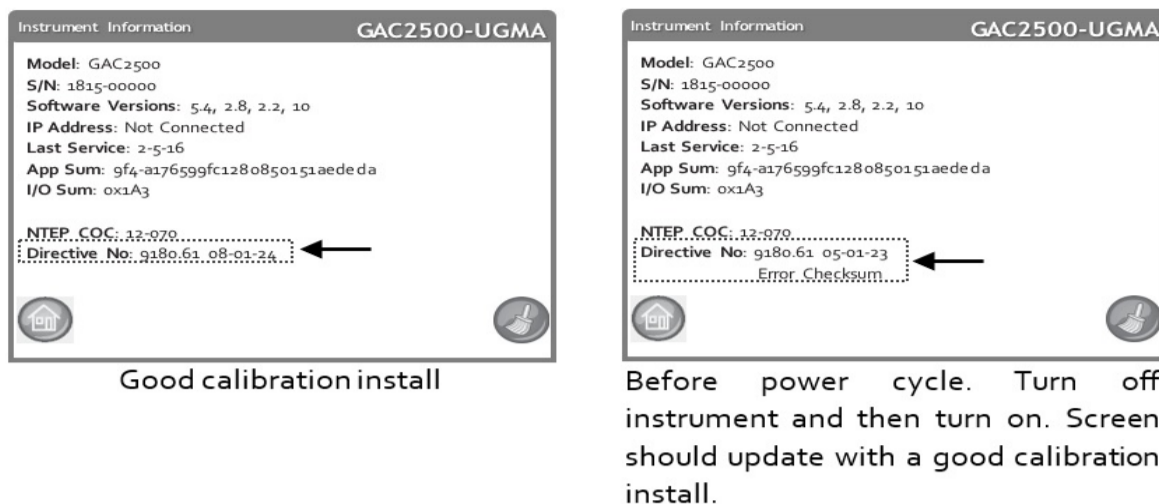 Instrument Information GAC2500-UGMA
Model: GAC2500
S/N: 1815-00000
Software Versions: 5.4, 2.8, 2.2, 10
IP Address: Not Connected
Last Service: 2-5-16
App Sum: 9f4-a176599fc1280850151aededa
I/O Sum: 0x1A3
NTEP COC: 12-070
Directive No: 9180.61 08-01-24
Good calibration install
Instrument Information GAC2500-UGMA
Model: GAC2500
S/N: 1815-00000
Software Versions: 5.4, 2.8, 2.2, 10
IP Address: Not Connected
Last Service: 2-5-16
App Sum: 9f4-a176599fc1280850151aededa
I/O Sum: 0x1A3
NTEP COC: 12-070
Directive No: 9180.61 05-01-23
Error Checksum
Before power cycle. Turn off
instrument and then turn on. Screen
should update with a good calibration
install.